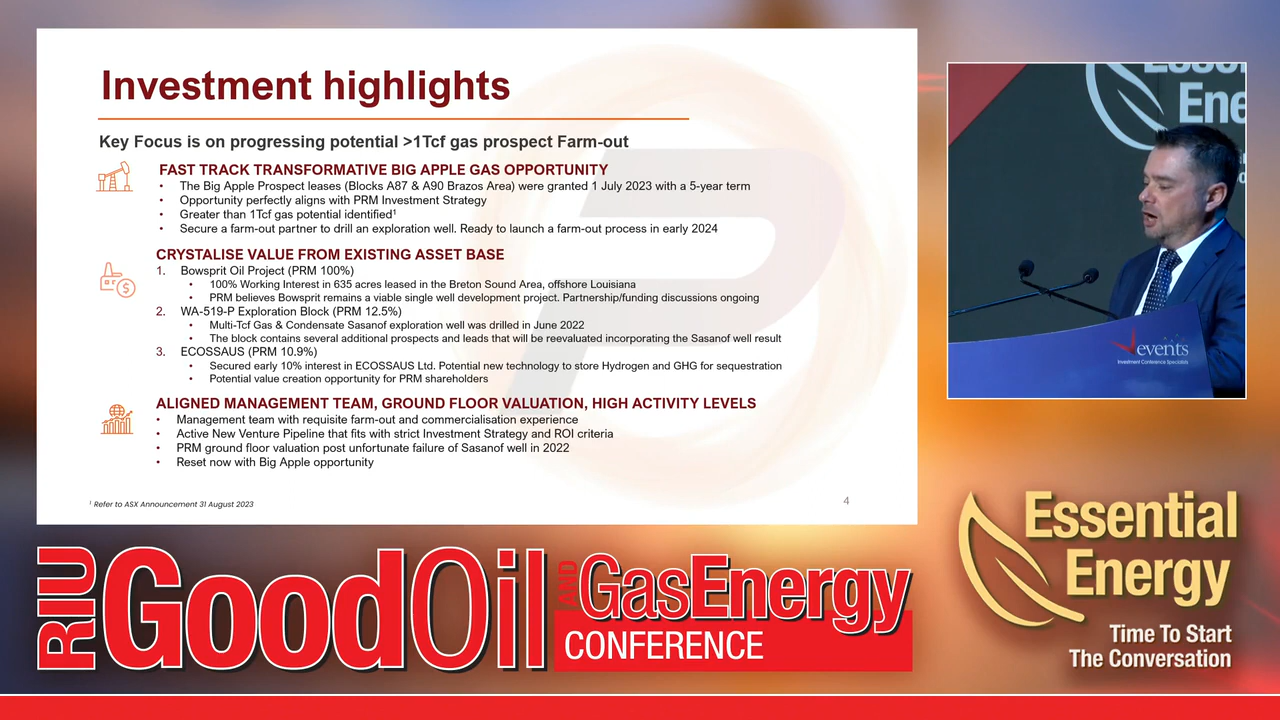 Investment highlights
Key Focus is on progressing potential >1Tcf gas prospect Farm-out
FAST TRACK TRANSFORMATIVE BIG APPLE GAS OPPORTUNITY
• The Big Apple Prospect leases (Blocks A87 & A90 Brazos Area) were granted 1 July 2023 with a 5-year term
• Opportunity perfectly aligns with PRM Investment Strategy
• Greater than 1Tcf gas potential identified¹
• Secure a farm-out partner to drill an exploration well. Ready to launch a farm-out process in early 2024
CRYSTALISE VALUE FROM EXISTING ASSET BASE
1. Bowsprit Oil Project (PRM 100%)
• 100% Working Interest in 635 acres leased in the Breton Sound Area, offshore Louisiana
• PRM believes Bowsprit remains a viable single well development project. Partnership/funding discussions ongoing
2. WA-519-P Exploration Block (PRM 12.5%)
• Multi-Tcf Gas & Condensate Sasanof exploration well was drilled in June 2022
• The block contains several additional prospects and leads that will be reevaluated incorporating the Sasanof well result
3. ECOSSAUS (PRM 10.9%)
• Secured early 10% interest in ECOSSAUS Ltd. Potential new technology to store Hydrogen and GHG for sequestration
• Potential value creation opportunity for PRM shareholders
ALIGNED MANAGEMENT TEAM, GROUND FLOOR VALUATION, HIGH ACTIVITY LEVELS
• Management team with requisite farm-out and commercialisation experience
• Active New Venture Pipeline that fits with strict Investment Strategy and ROI criteria
• PRM ground floor valuation post unfortunate failure of Sasanof well in 2022
• Reset now with Big Apple opportunity
¹ Refer to ASX Announcement 31 August 2023
4
Ene
events
Investment Conference Specialists
RIU GoodOil AND GasEnergy
CONFERENCE
Essential
Energy
Time To Start
The Conversation